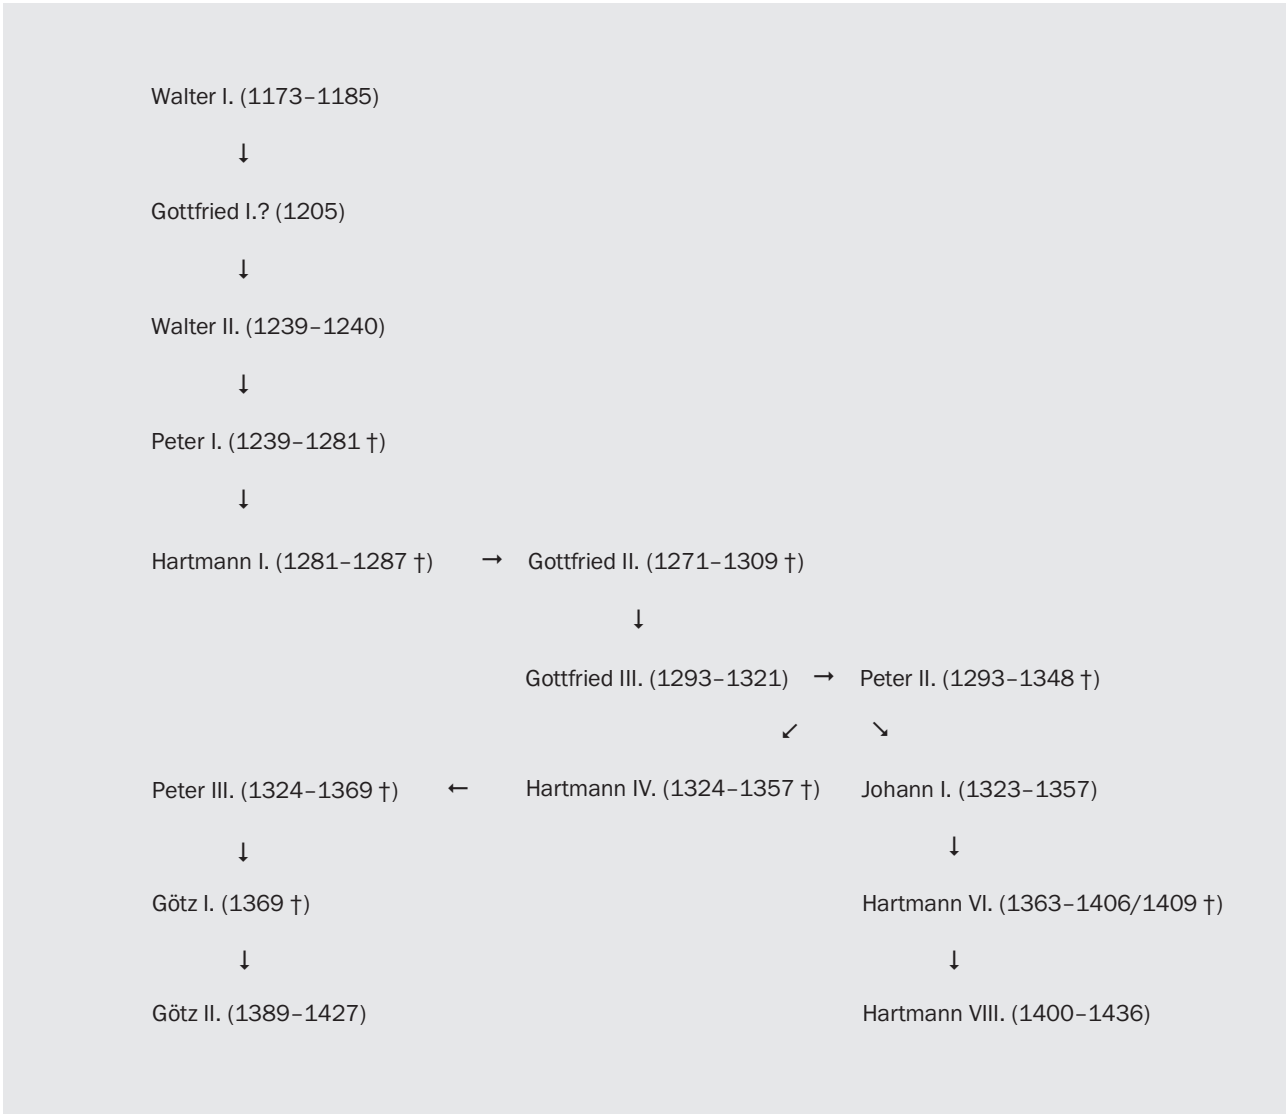 Walter I. (1173–1185)
↓
Gottfried I.? (1205)
↓
Walter II. (1239–1240)
↓
Peter I. (1239–1281 †)
↓
Hartmann I. (1281–1287 †) → Gottfried II. (1271–1309 †)
↓
Gottfried III. (1293–1321) → Peter II. (1293–1348 †)
↙ ↘
Peter III. (1324–1369 †) ← Hartmann IV. (1324–1357 †) Johann I. (1323–1357)
↓ ↓
Götz I. (1369 †) Hartmann VI. (1363–1406/1409 †)
↓ ↓
Götz II. (1389–1427) Hartmann VIII. (1400–1436)